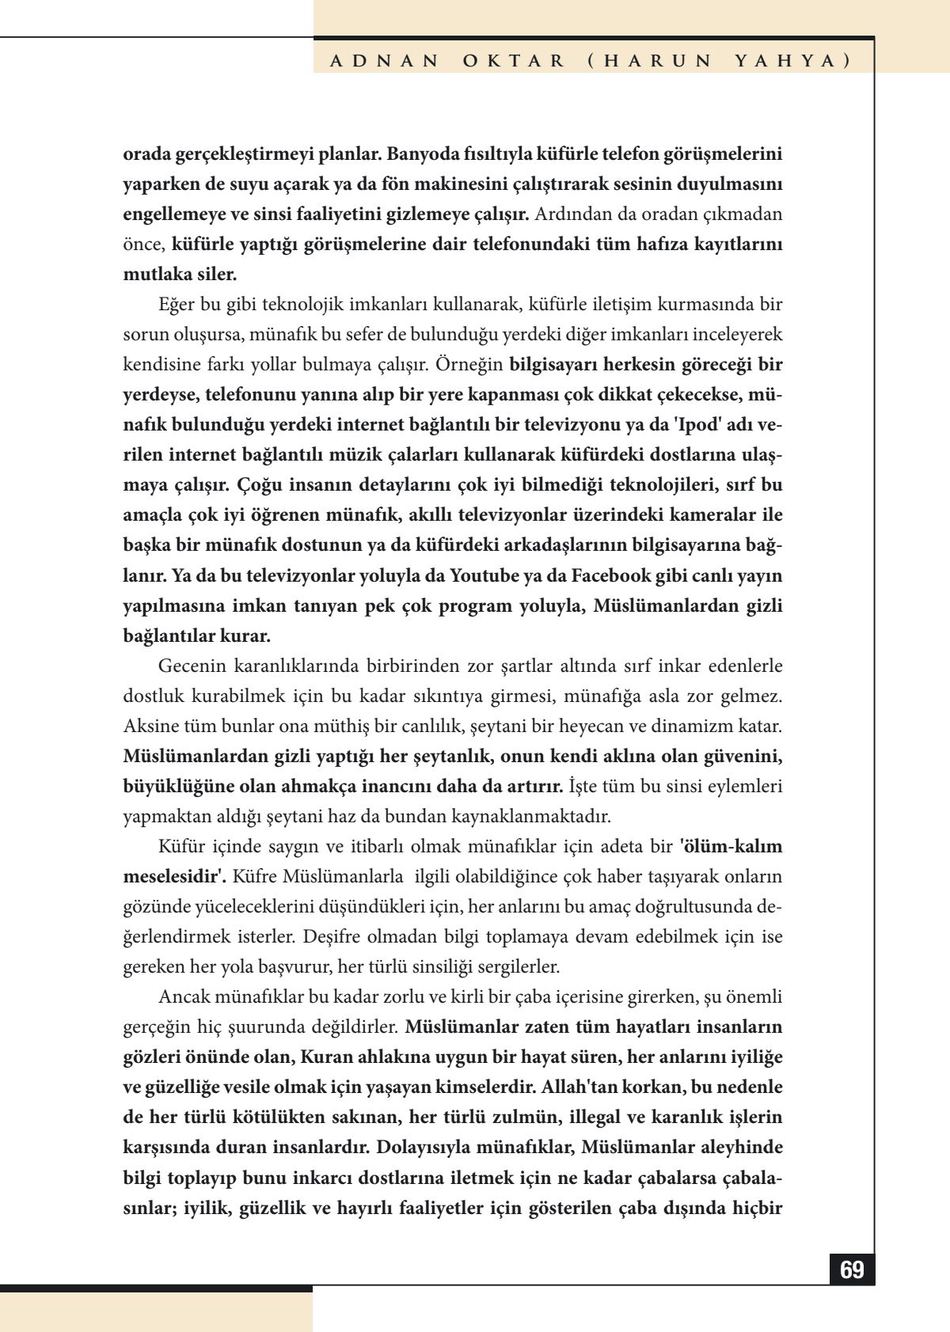 ADNAN OKTAR (HARUN YAHYA)
orada gerçekleştirmeyi planlar. Banyoda fısıltıyla küfürle telefon görüşmelerini
yaparken de suyu açarak ya da fön makinesini çalıştırarak sesinin duyulmasını
engellemeye ve sinsi faaliyetini gizlemeye çalışır. Ardından da oradan çıkmadan
önce, küfürle yaptığı görüşmelerine dair telefonundaki tüm hafıza kayıtlarını
mutlaka siler.
Eğer bu gibi teknolojik imkanları kullanarak, küfürle iletişim kurmasında bir
sorun oluşursa, münafık bu sefer de bulunduğu yerdeki diğer imkanları inceleyerek
kendisine farkı yollar bulmaya çalışır. Örneğin bilgisayarı herkesin göreceği bir
yerdeyse, telefonunu yanına alıp bir yere kapanması çok dikkat çekecekse, mü-
nafık bulunduğu yerdeki internet bağlantılı bir televizyonu ya da 'Ipod' adı ve-
rilen internet bağlantılı müzik çalarları kullanarak küfürdeki dostlarına ulaş-
maya çalışır. Çoğu insanın detaylarını çok iyi bilmediği teknolojileri, sırf bu
amaçla çok iyi öğrenen münafık, akıllı televizyonlar üzerindeki kameralar ile
başka bir münafık dostunun ya da küfürdeki arkadaşlarının bilgisayarına bağ-
lanır. Ya da bu televizyonlar yoluyla da Youtube ya da Facebook gibi canlı yayın
yapılmasına imkan tanıyan pek çok program yoluyla, Müslümanlardan gizli
bağlantılar kurar.
Gecenin karanlıklarında birbirinden zor şartlar altında sırf inkar edenlerle
dostluk kurabilmek için bu kadar sıkıntıya girmesi, münafığa asla zor gelmez.
Aksine tüm bunlar ona müthiş bir canlılık, şeytani bir heyecan ve dinamizm katar.
Müslümanlardan gizli yaptığı her şeytanlık, onun kendi aklına olan güvenini,
büyüklüğüne olan ahmakça inancını daha da artırır. İşte tüm bu sinsi eylemleri
yapmaktan aldığı şeytani haz da bundan kaynaklanmaktadır.
Küfür içinde saygın ve itibarlı olmak münafıklar için adeta bir 'ölüm-kalım
meselesidir'. Küfre Müslümanlarla ilgili olabildiğince çok haber taşıyarak onların
gözünde yüceleceklerini düşündükleri için, her anlarını bu amaç doğrultusunda de-
ğerlendirmek isterler. Deşifre olmadan bilgi toplamaya devam edebilmek için ise
gereken her yola başvurur, her türlü sinsiliği sergilerler.
Ancak münafıklar bu kadar zorlu ve kirli bir çaba içerisine girerken, şu önemli
gerçeğin hiç şuurunda değildirler. Müslümanlar zaten tüm hayatları insanların
gözleri önünde olan, Kuran ahlakına uygun bir hayat süren, her anlarını iyiliğe
ve güzelliğe vesile olmak için yaşayan kimselerdir. Allah'tan korkan, bu nedenle
de her türlü kötülükten sakınan, her türlü zulmün, illegal ve karanlık işlerin
karşısında duran insanlardır. Dolayısıyla münafıklar, Müslümanlar aleyhinde
bilgi toplayıp bunu inkarcı dostlarına iletmek için ne kadar çabalarsa çabala-
sınlar; iyilik, güzellik ve hayırlı faaliyetler için gösterilen çaba dışında hiçbir
69